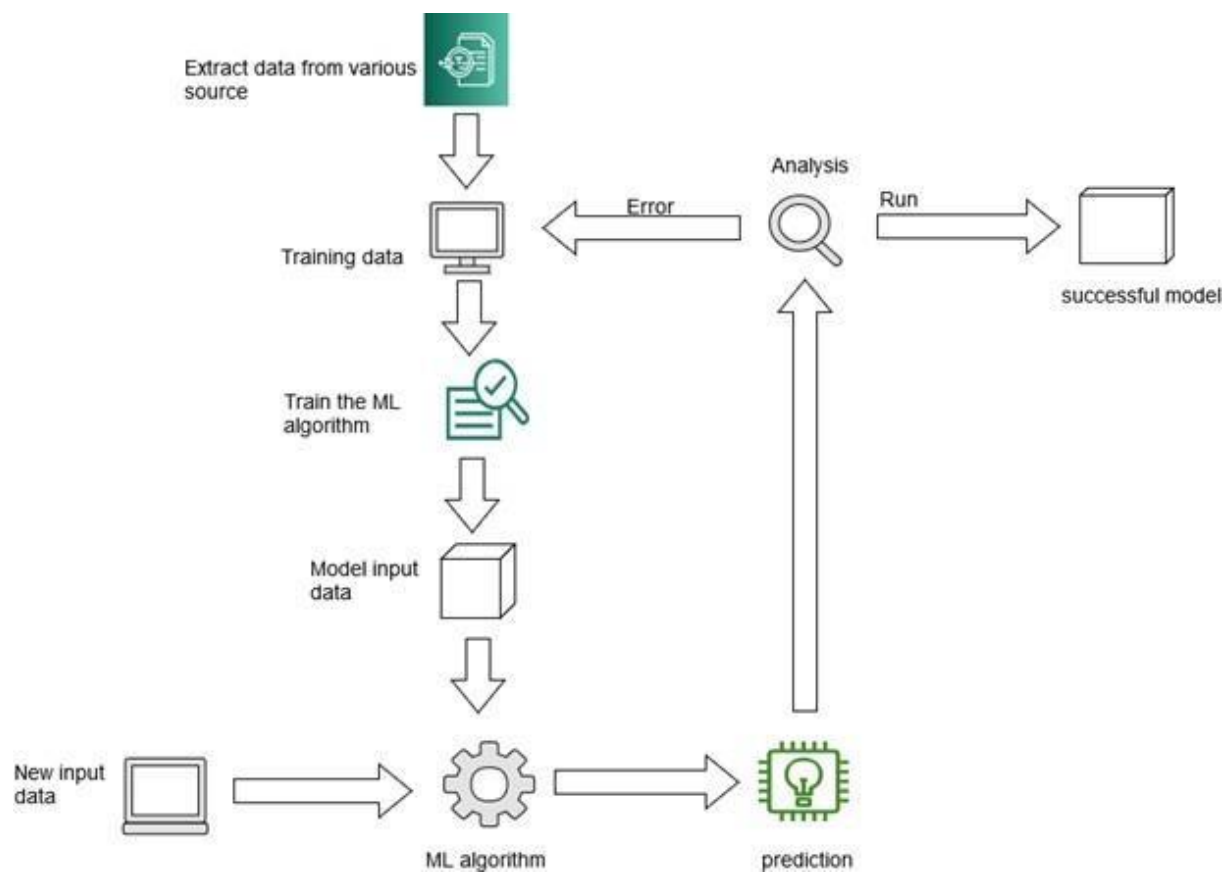 Extract data from various
source
Analysis
Error
Run
Training data
successful model
Train the ML
algorithm
Model input
data
New input
data
ML algorithm
prediction